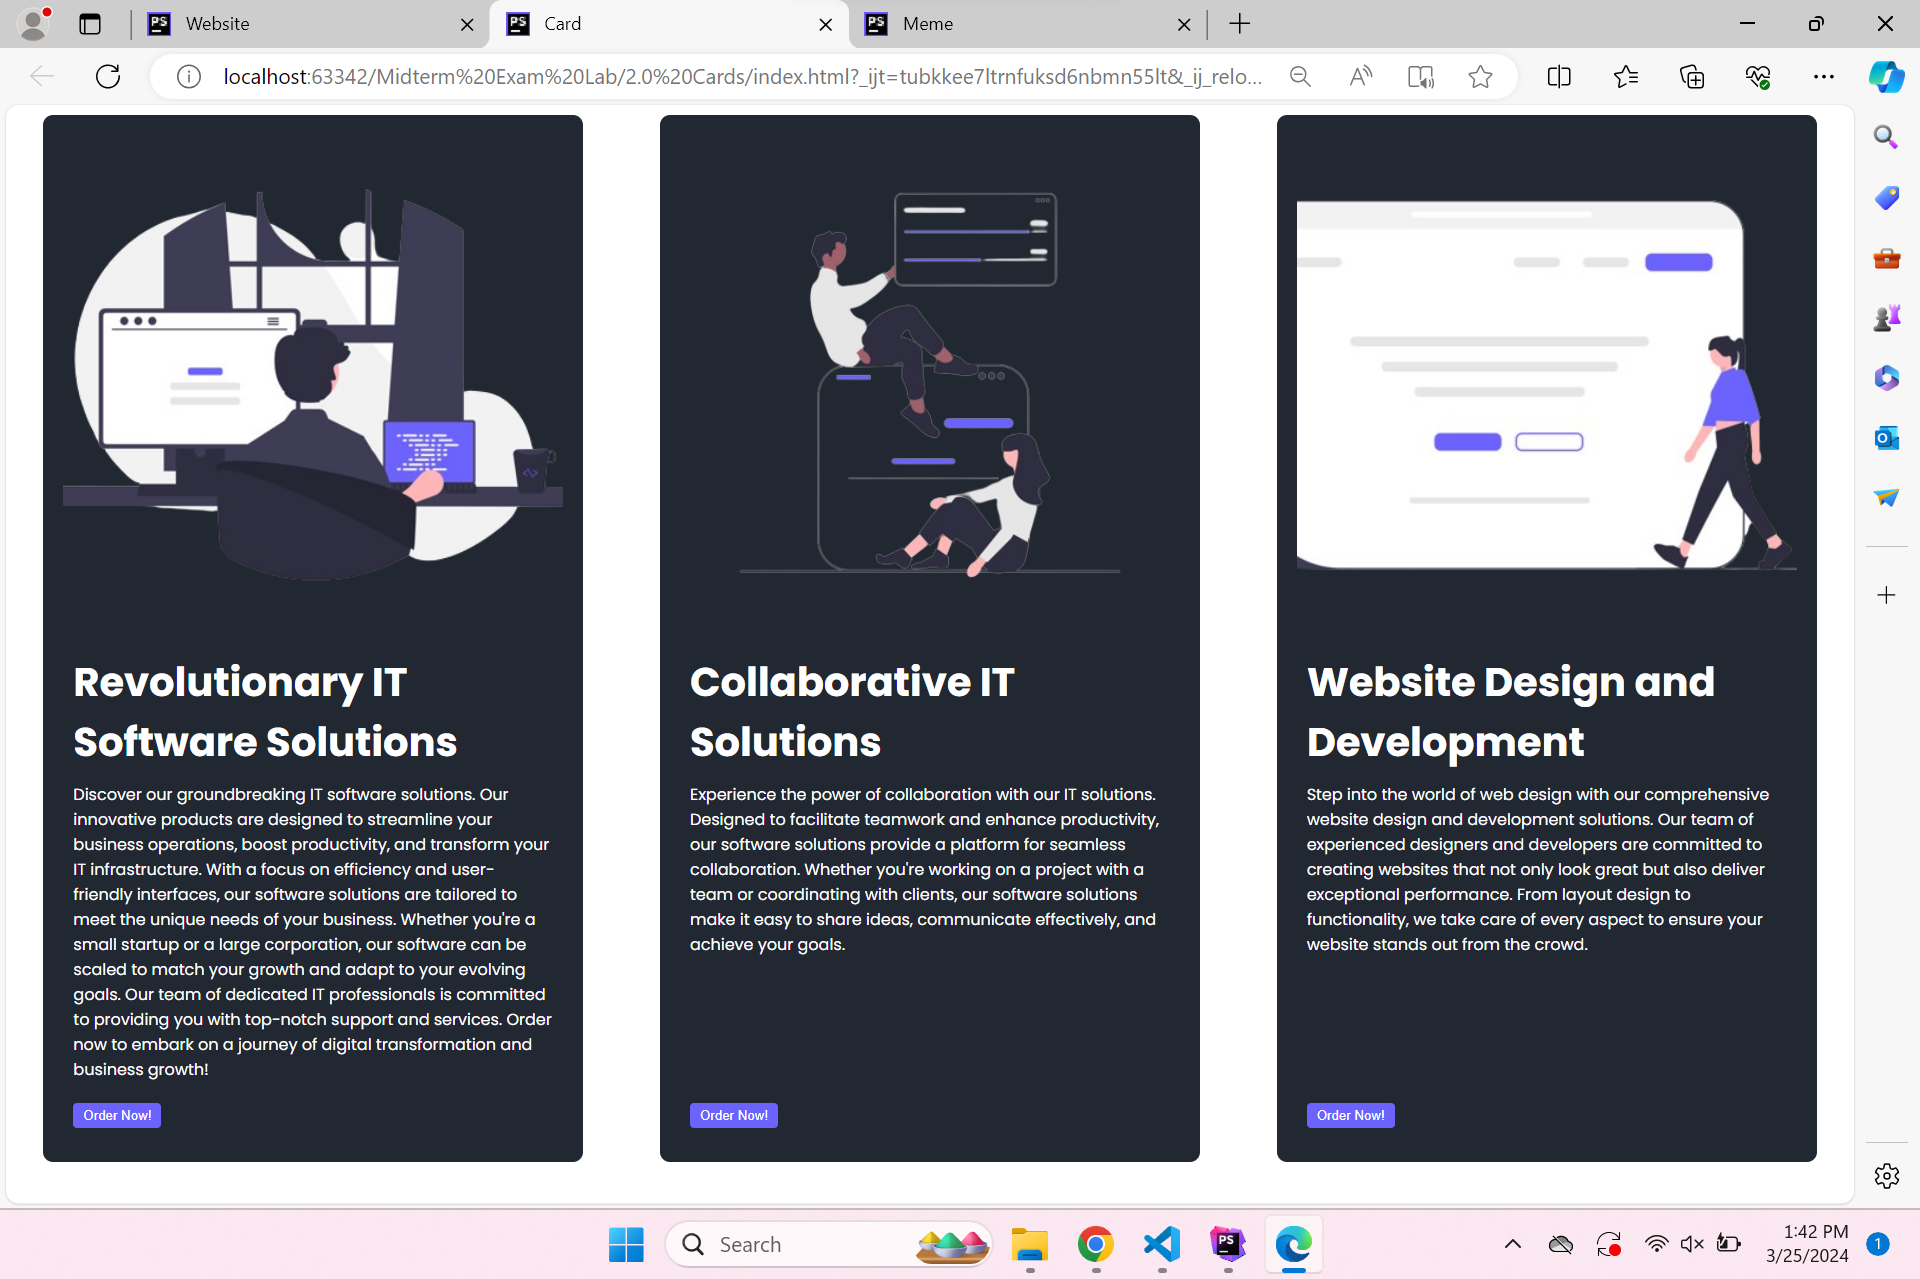 Website
Card
Meme
localhost:63342/Midterm%20Exam%20Lab/2.0%20Cards/index.html?_ijt=tubkkee7ltrnfuksd6nbmn55lt&_ij_relo...
Revolutionary IT
Software Solutions
Discover our groundbreaking IT software solutions. Our
innovative products are designed to streamline your
business operations, boost productivity, and transform your
IT infrastructure. With a focus on efficiency and user-
friendly interfaces, our software solutions are tailored to
meet the unique needs of your business. Whether you're a
small startup or a large corporation, our software can be
scaled to match your growth and adapt to your evolving
goals. Our team of dedicated IT professionals is committed
to providing you with top-notch support and services. Order
now to embark on a journey of digital transformation and
business growth!
Order Now!
Collaborative IT
Solutions
Experience the power of collaboration with our IT solutions.
Designed to facilitate teamwork and enhance productivity,
our software solutions provide a platform for seamless
collaboration. Whether you're working on a project with a
team or coordinating with clients, our software solutions
make it easy to share ideas, communicate effectively, and
achieve your goals.
Order Now!
Website Design and
Development
Step into the world of web design with our comprehensive
website design and development solutions. Our team of
experienced designers and developers are committed to
creating websites that not only look great but also deliver
exceptional performance. From layout design to
functionality, we take care of every aspect to ensure your
website stands out from the crowd.
Order Now!
Search
1:42 PM
3/25/2024
1